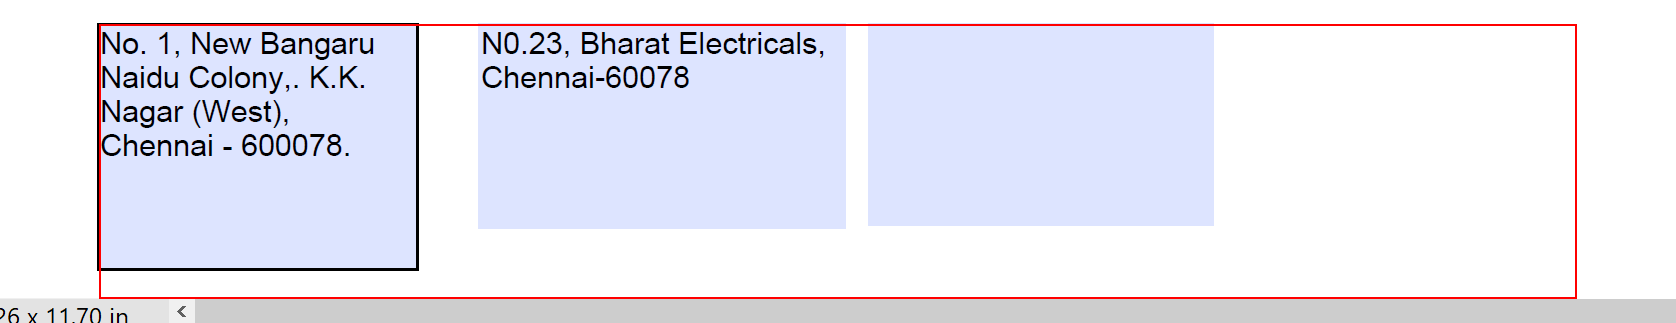 No. 1, New Bangaru
Naidu Colony,. K.K.
Nagar (West),
Chennai - 600078.
N0.23, Bharat Electricals,
Chennai-60078
26 x 11.70 in